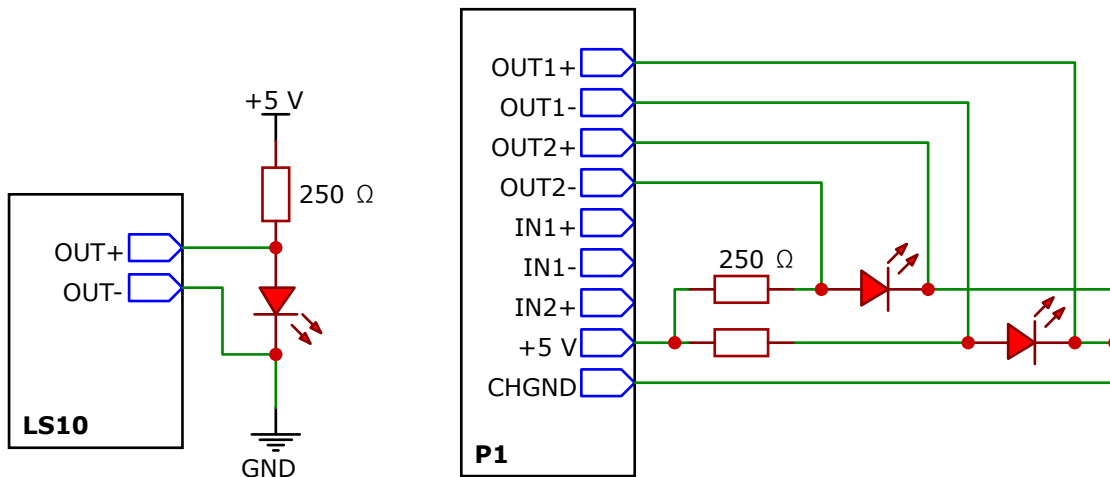 +5 V
250 Ω
OUT+
OUT-
LS10
GND
OUT1+
OUT1-
OUT2+
OUT2-
IN1+
IN1-
IN2+
+5 V
CHGND
250 Ω
P1